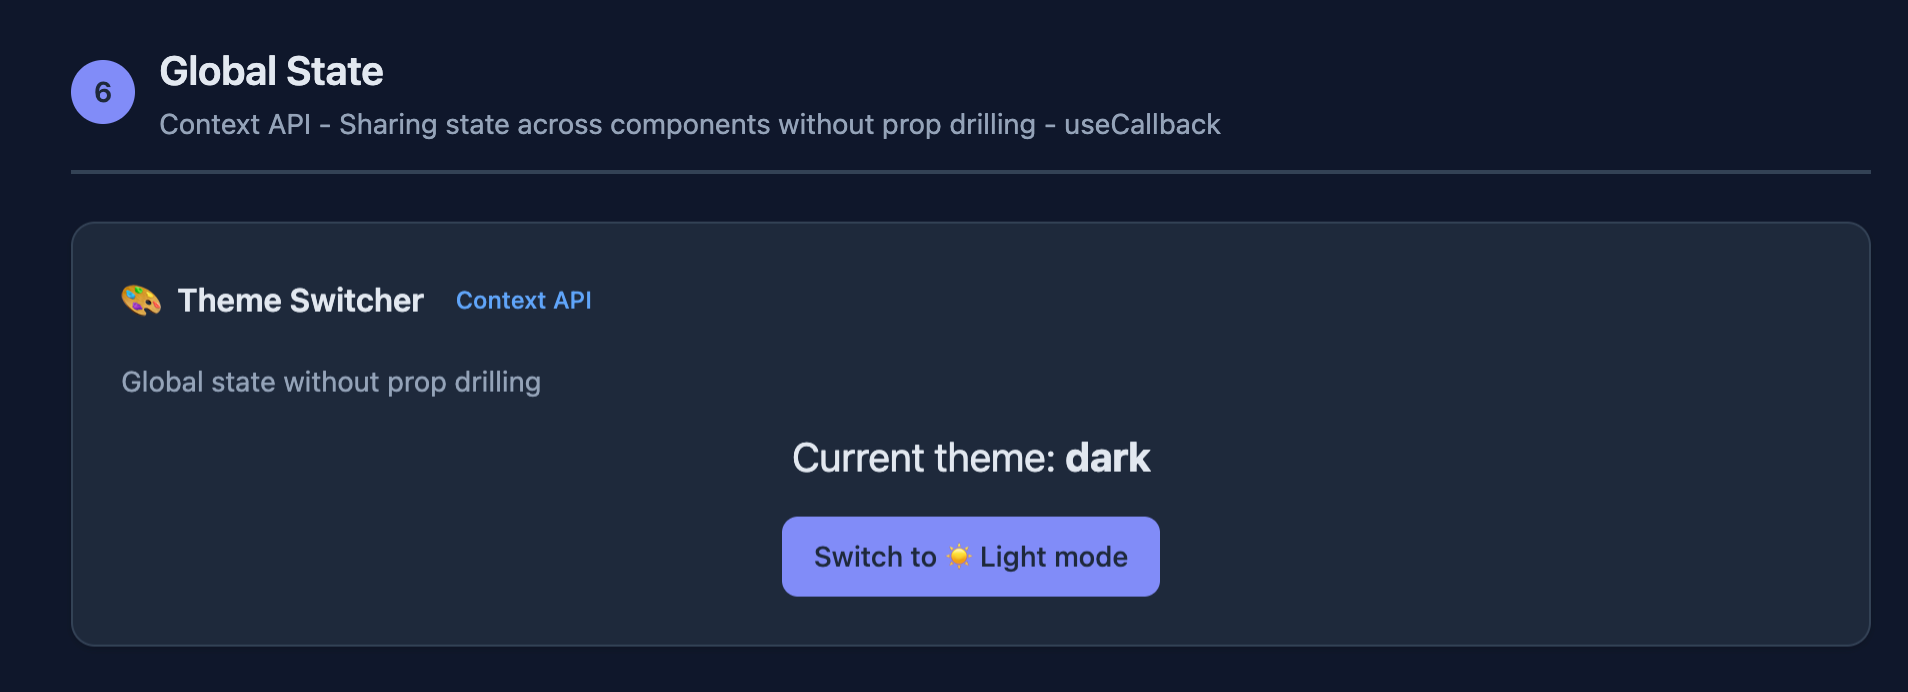 6
Global State
Context API - Sharing state across components without prop drilling - useCallback
🎨 Theme Switcher Context API
Global state without prop drilling
Current theme: dark
Switch to ☀️ Light mode